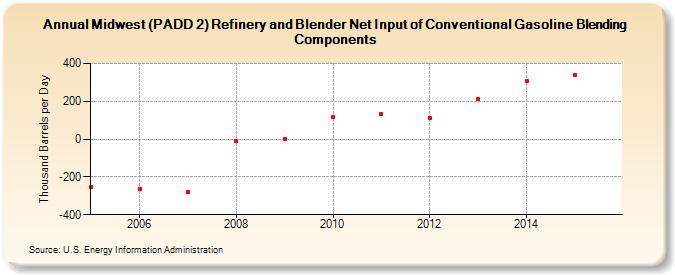 Annual Midwest (PADD 2) Refinery and Blender Net Input of Conventional Gasoline Blending
Components
Thousand Barrels per Day
400
200
0
-200
-400
2006
2008
2010
2012
2014
Source: U.S. Energy Information Administration